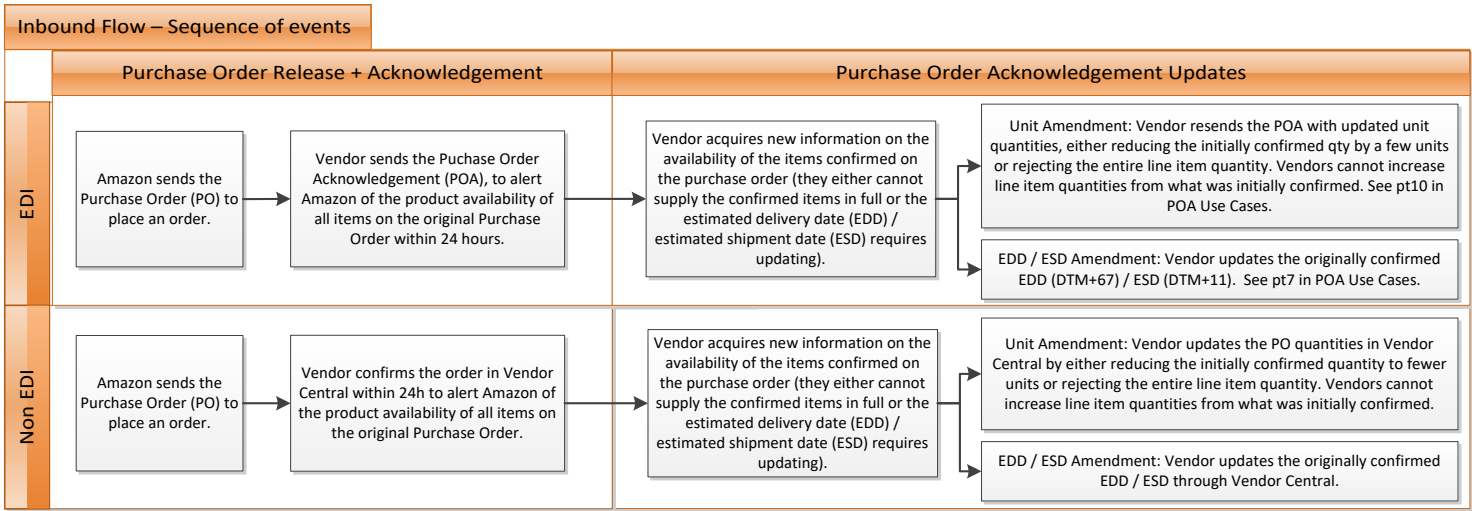 Inbound Flow – Sequence of events
Purchase Order Release + Acknowledgement
Purchase Order Acknowledgement Updates
EDI
Amazon sends the
Purchase Order (PO) to
place an order.
Vendor sends the Puchase Order
Acknowledgement (POA), to alert
Amazon of the product availability of
all items on the original Purchase
Order within 24 hours.
Vendor acquires new information on the
availability of the items confirmed on
the purchase order (they either cannot
supply the confirmed items in full or the
estimated delivery date (EDD) /
estimated shipment date (ESD) requires
updating).
Unit Amendment: Vendor resends the POA with updated unit
quantities, either reducing the initially confirmed qty by a few units
or rejecting the entire line item quantity. Vendors cannot increase
line item quantities from what was initially confirmed. See pt10 in
POA Use Cases.
EDD / ESD Amendment: Vendor updates the originally confirmed
EDD (DTM+67) / ESD (DTM+11).  See pt7 in POA Use Cases.
Non EDI
Amazon sends the
Purchase Order (PO) to
place an order.
Vendor confirms the order in Vendor
Central within 24h to alert Amazon of
the product availability of all items on
the original Purchase Order.
Vendor acquires new information on the
availability of the items confirmed on
the purchase order (they either cannot
supply the confirmed items in full or the
estimated delivery date (EDD) /
estimated shipment date (ESD) requires
updating).
Unit Amendment: Vendor updates the PO quantities in Vendor
Central by either reducing the initially confirmed quantity to fewer
units or rejecting the entire line item quantity. Vendors cannot
increase line item quantities from what was initially confirmed.
EDD / ESD Amendment: Vendor updates the originally confirmed
EDD / ESD through Vendor Central.